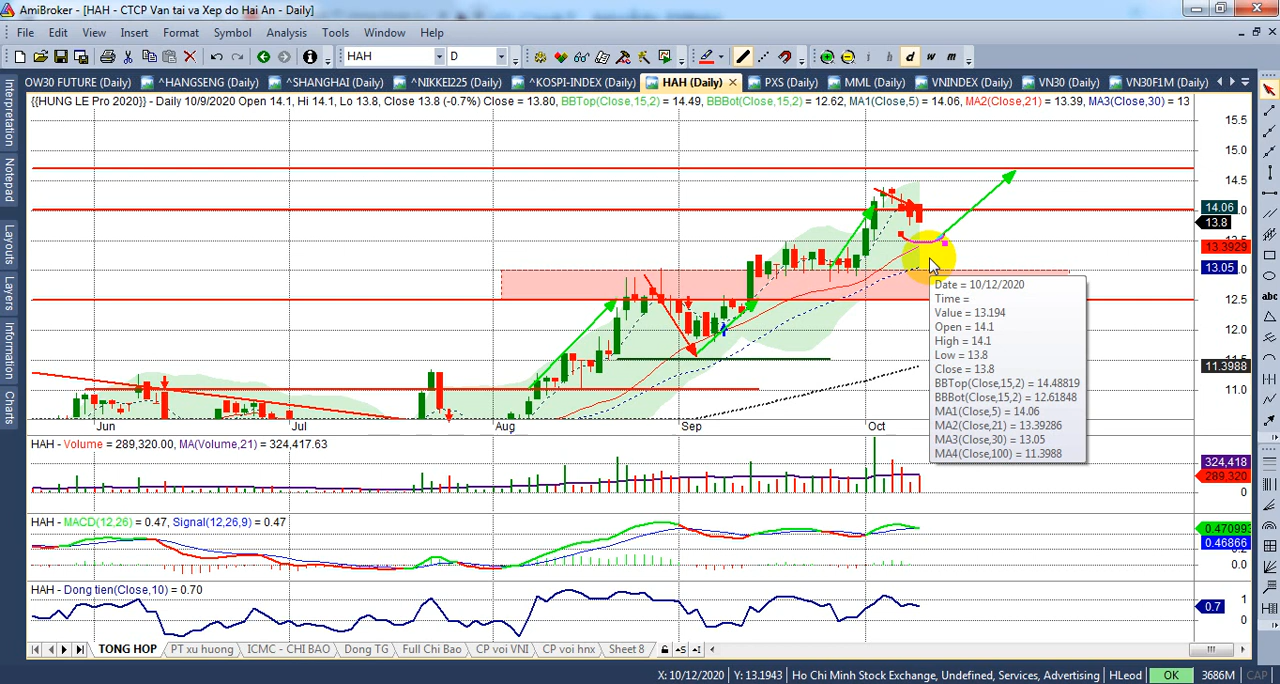 AmiBroker - [HAH - CTCP Van tai va Xep do Hai An - Daily]
File Edit View Insert Format Symbol Analysis Tools Window Help
HAH D d w m
OW30 FUTURE (Daily) ^HANGSENG (Daily) ^SHANGHAI (Daily) ^NIKKEI225 (Daily) ^KOSPI-INDEX (Daily) HAH (Daily) PXS (Daily) MML (Daily) VNINDEX (Daily) VN30 (Daily) VN30F1M (Daily)
Interpretation
Notepad
Layouts
Layers
Information
Charts
{{HUNG LE Pro 2020}} - Daily 10/9/2020 Open 14.1, Hi 14.1, Lo 13.8, Close 13.8 (-0.7%) Close = 13.80, BBTop(Close,15,2) = 14.49, BBBot(Close,15,2) = 12.62, MA1(Close,5) = 14.06, MA2(Close,21) = 13.39, MA3(Close,30) = 13
15.5
15.0
14.5
14.06
13.8
13.3929
13.05
12.5
12.0
11.3988
11.0
Date = 10/12/2020
Time =
Value = 13.194
Open = 14.1
High = 14.1
Low = 13.8
Close = 13.8
BBTop(Close,15,2) = 14.48819
BBBot(Close,15,2) = 12.61848
MA1(Close,5) = 14.06
MA2(Close,21) = 13.39286
MA3(Close,30) = 13.05
MA4(Close,100) = 11.3988
Jun Jul Aug Sep Oct
HAH - Volume = 289,320.00, MA(Volume,21) = 324,417.63
324,418
289,320
0
HAH - MACD(12,26) = 0.47, Signal(12,26,9) = 0.47
0.47099
0.46866
0.0
HAH - Dong tien(Close,10) = 0.70
1
0.7
0
TONG HOP PT xu huong ICMC - CHI BAO Dong TG Full Chi Bao CP voi VNI CP voi hnx Sheet 8
X: 10/12/2020 Y: 13.1943 Ho Chi Minh Stock Exchange, Undefined, Services, Advertising HLeod OK 3686M CAP